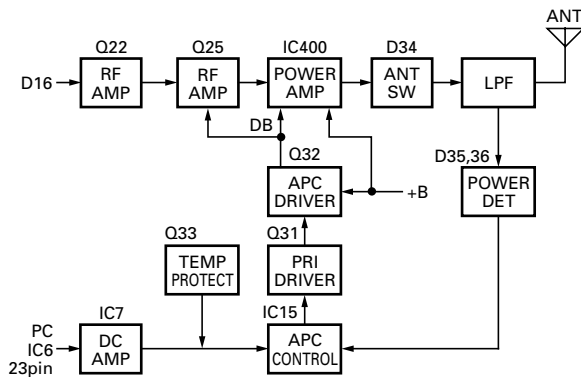 ANT
Q22
Q25
IC400
D34
D16
RF
AMP
RF
AMP
POWER
AMP
ANT
SW
LPF
DB
Q32
D35,36
APC
DRIVER
+B
POWER
DET
Q33
Q31
TEMP
PROTECT
PRI
DRIVER
IC7
IC15
PC
IC6
23pin
DC
AMP
APC
CONTROL